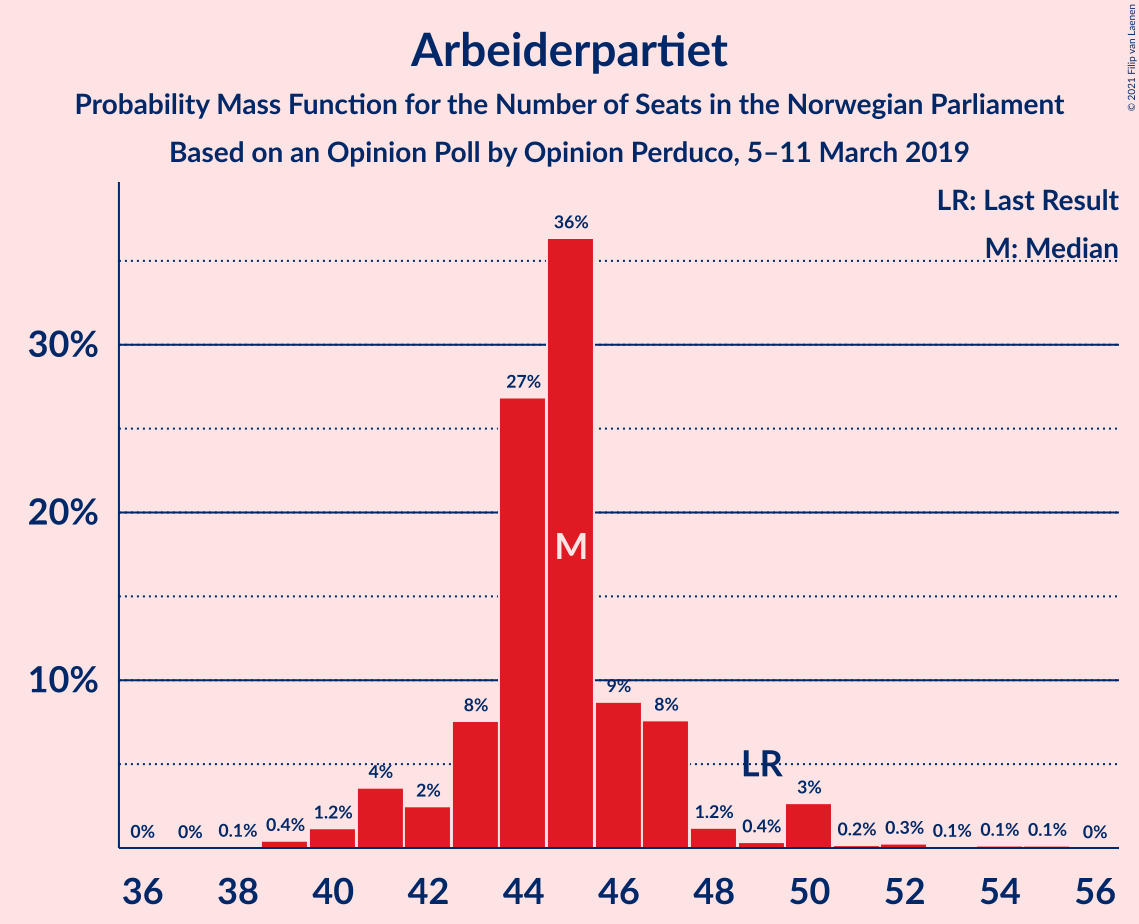 Arbeiderpartiet
Probability Mass Function for the Number of Seats in the Norwegian Parliament
Based on an Opinion Poll by Opinion Perduco, 5–11 March 2019
© 2021 Filip van Laenen
LR: Last Result
M: Median
30%
20%
10%
0% 0% 0.1% 0.4% 1.2% 4% 2% 8% 27% 36% 9% 8% 1.2% 0.4% 3% 0.2% 0.3% 0.1% 0.1% 0.1% 0%
M
LR
36 38 40 42 44 46 48 50 52 54 56